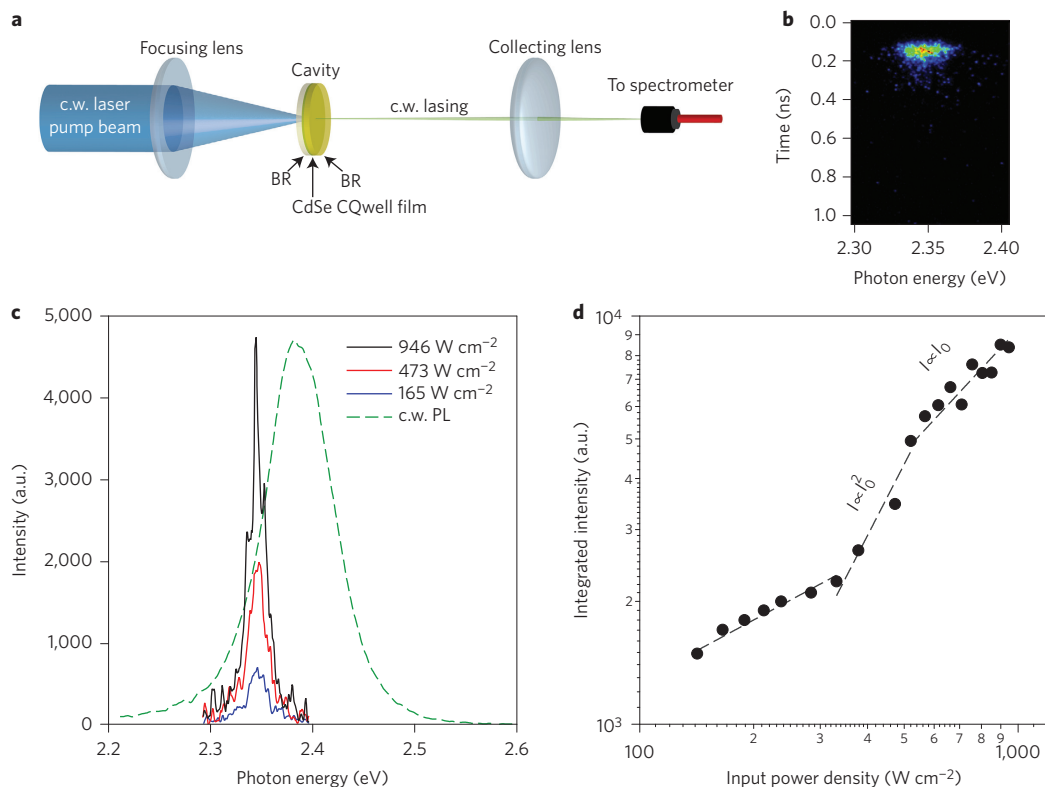 a
Focusing lens
Cavity
Collecting lens
To spectrometer
c.w. laser
pump beam
c.w. lasing
BR
BR
CdSe CQwell film
b
0.0
0.2
0.4
0.6
0.8
1.0
Time (ns)
2.30
2.35
2.40
Photon energy (eV)
c
5,000
4,000
3,000
2,000
1,000
0
Intensity (a.u.)
946 W cm⁻²
473 W cm⁻²
165 W cm⁻²
c.w. PL
2.2
2.3
2.4
2.5
2.6
Photon energy (eV)
d
10⁴
9
8
7
6
5
4
3
2
10³
Integrated intensity (a.u.)
I∝I₀
I∝I₀²
100
2
3
4
5
6
7
8
9
1,000
Input power density (W cm⁻²)